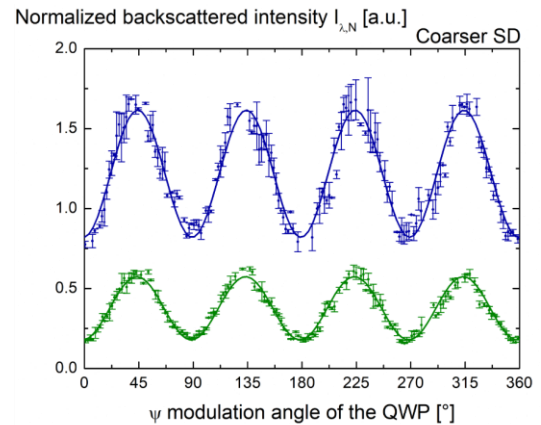 Normalized backscattered intensity I_λ,N [a.u.]
Coarser SD
2.0
1.5
1.0
0.5
0.0
0 45 90 135 180 225 270 315 360
ψ modulation angle of the QWP [°]